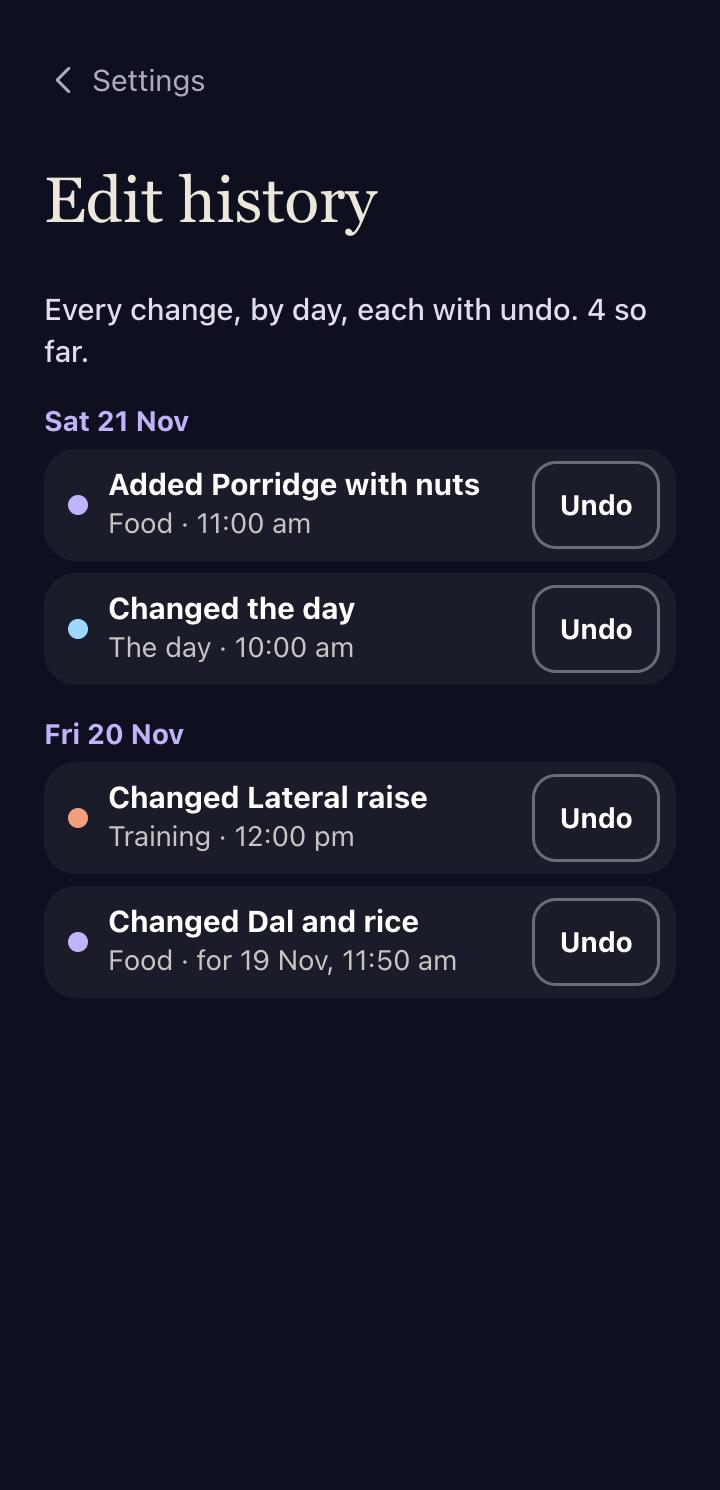 Settings
Edit history
Every change, by day, each with undo. 4 so
far.
Sat 21 Nov
Added Porridge with nuts
Food · 11:00 am
Undo
Changed the day
The day · 10:00 am
Undo
Fri 20 Nov
Changed Lateral raise
Training · 12:00 pm
Undo
Changed Dal and rice
Food · for 19 Nov, 11:50 am
Undo